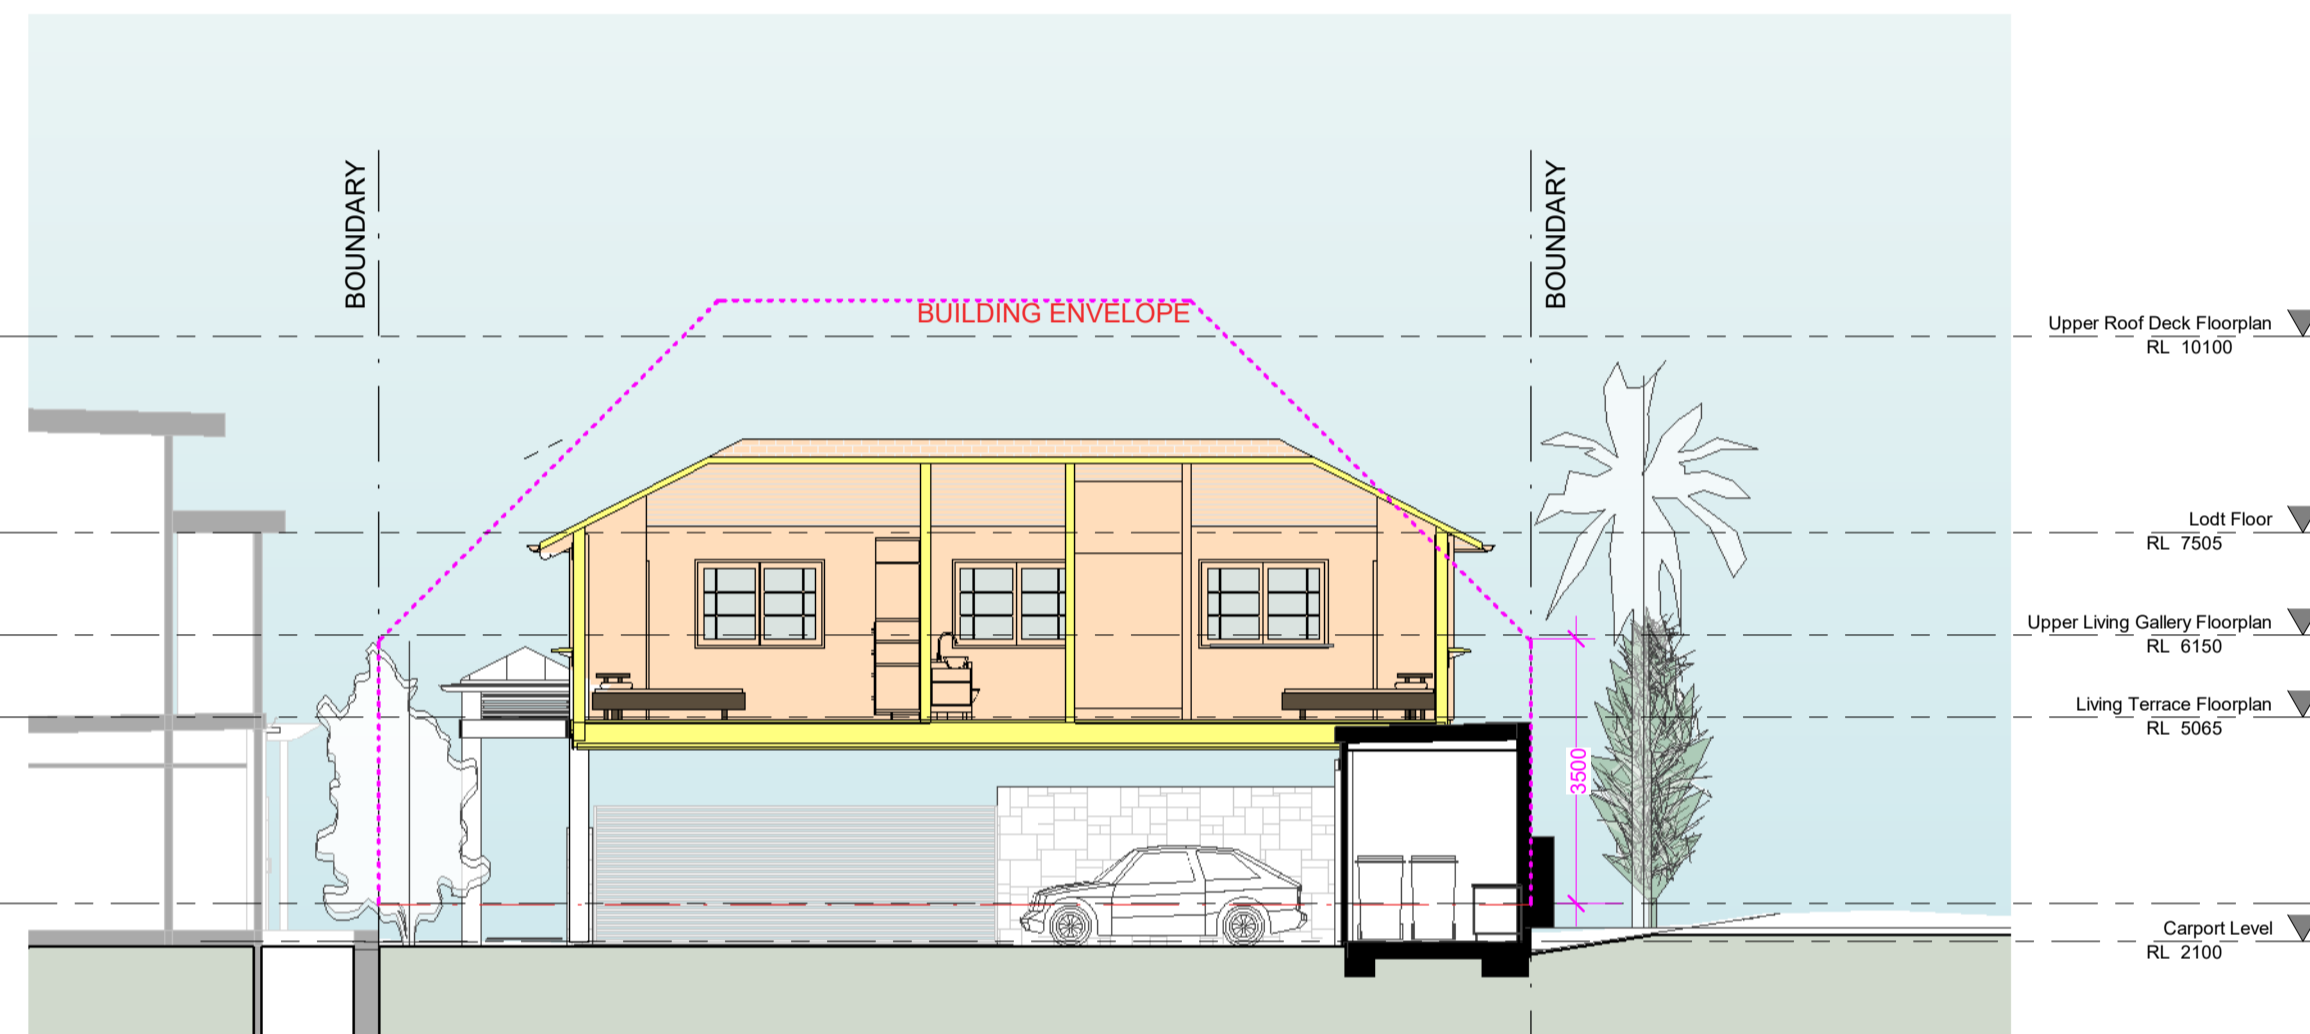 BOUNDARY
BOUNDARY
BUILDING ENVELOPE
Upper Roof Deck Floorplan
RL 10100
Lodt Floor
RL 7505
Upper Living Gallery Floorplan
RL 6150
Living Terrace Floorplan
RL 5065
3500
Carport Level
RL 2100